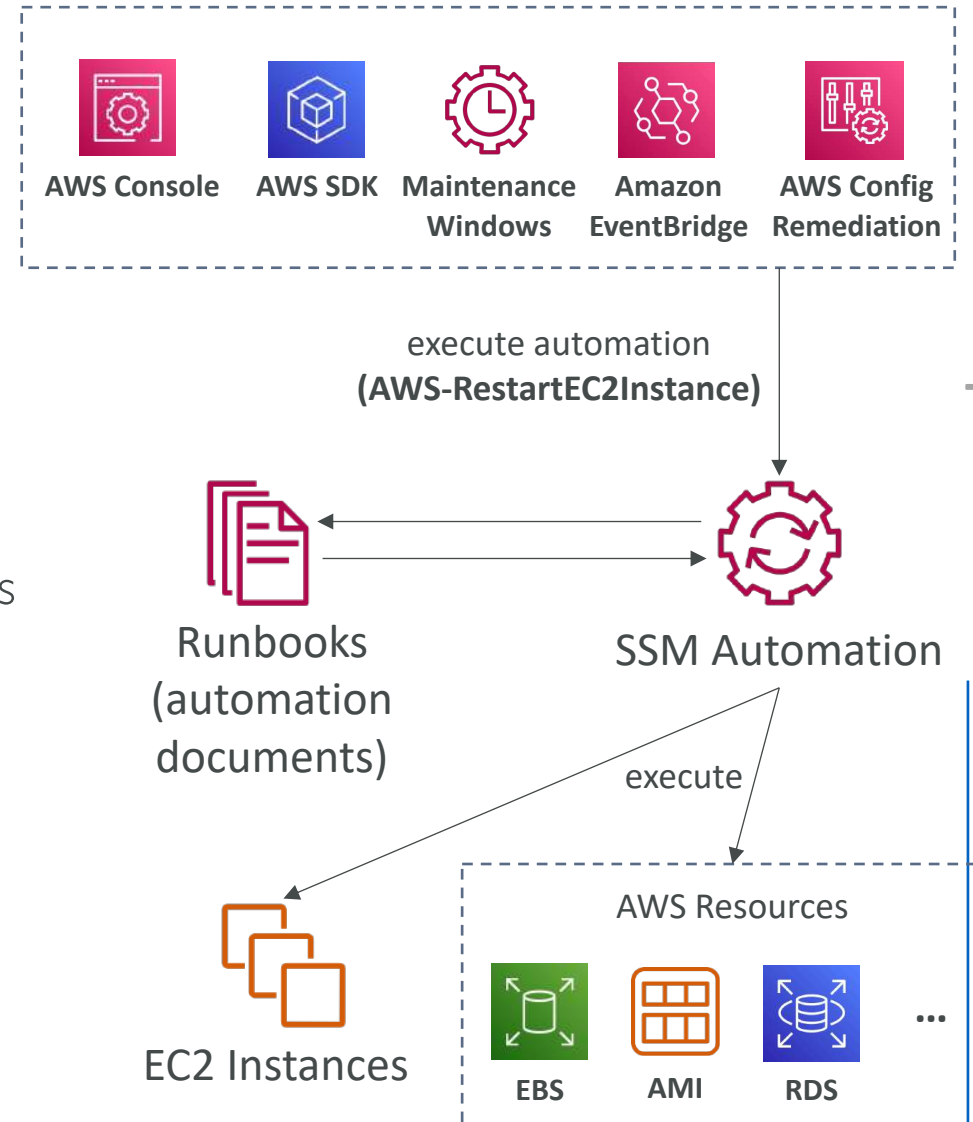 AWS Console
AWS SDK
Maintenance
Windows
Amazon
EventBridge
AWS Config
Remediation
execute automation
(AWS-RestartEC2Instance)
s
Runbooks
(automation
documents)
SSM Automation
execute
EC2 Instances
AWS Resources
EBS
AMI
RDS
...